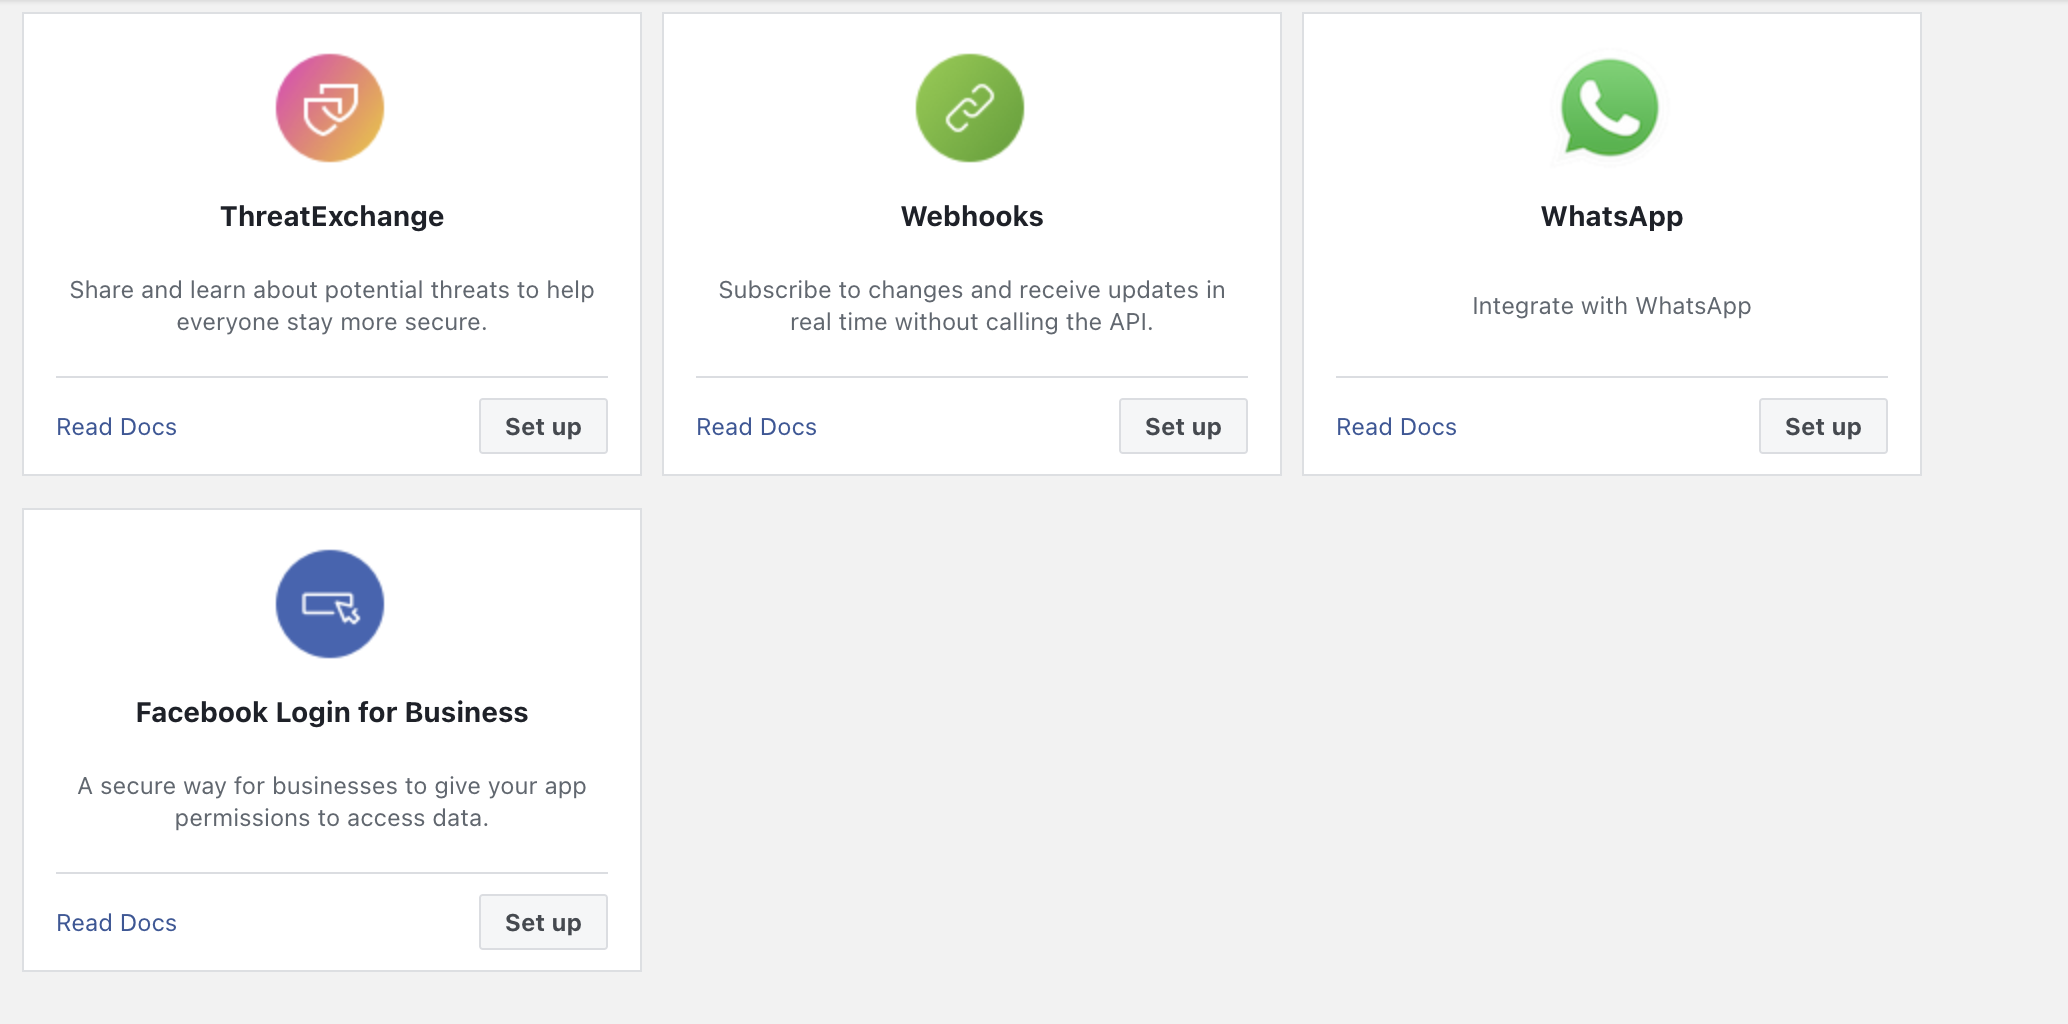 ThreatExchange
Share and learn about potential threats to help
everyone stay more secure.
Read Docs
Set up
Webhooks
Subscribe to changes and receive updates in
real time without calling the API.
Read Docs
Set up
WhatsApp
Integrate with WhatsApp
Read Docs
Set up
Facebook Login for Business
A secure way for businesses to give your app
permissions to access data.
Read Docs
Set up